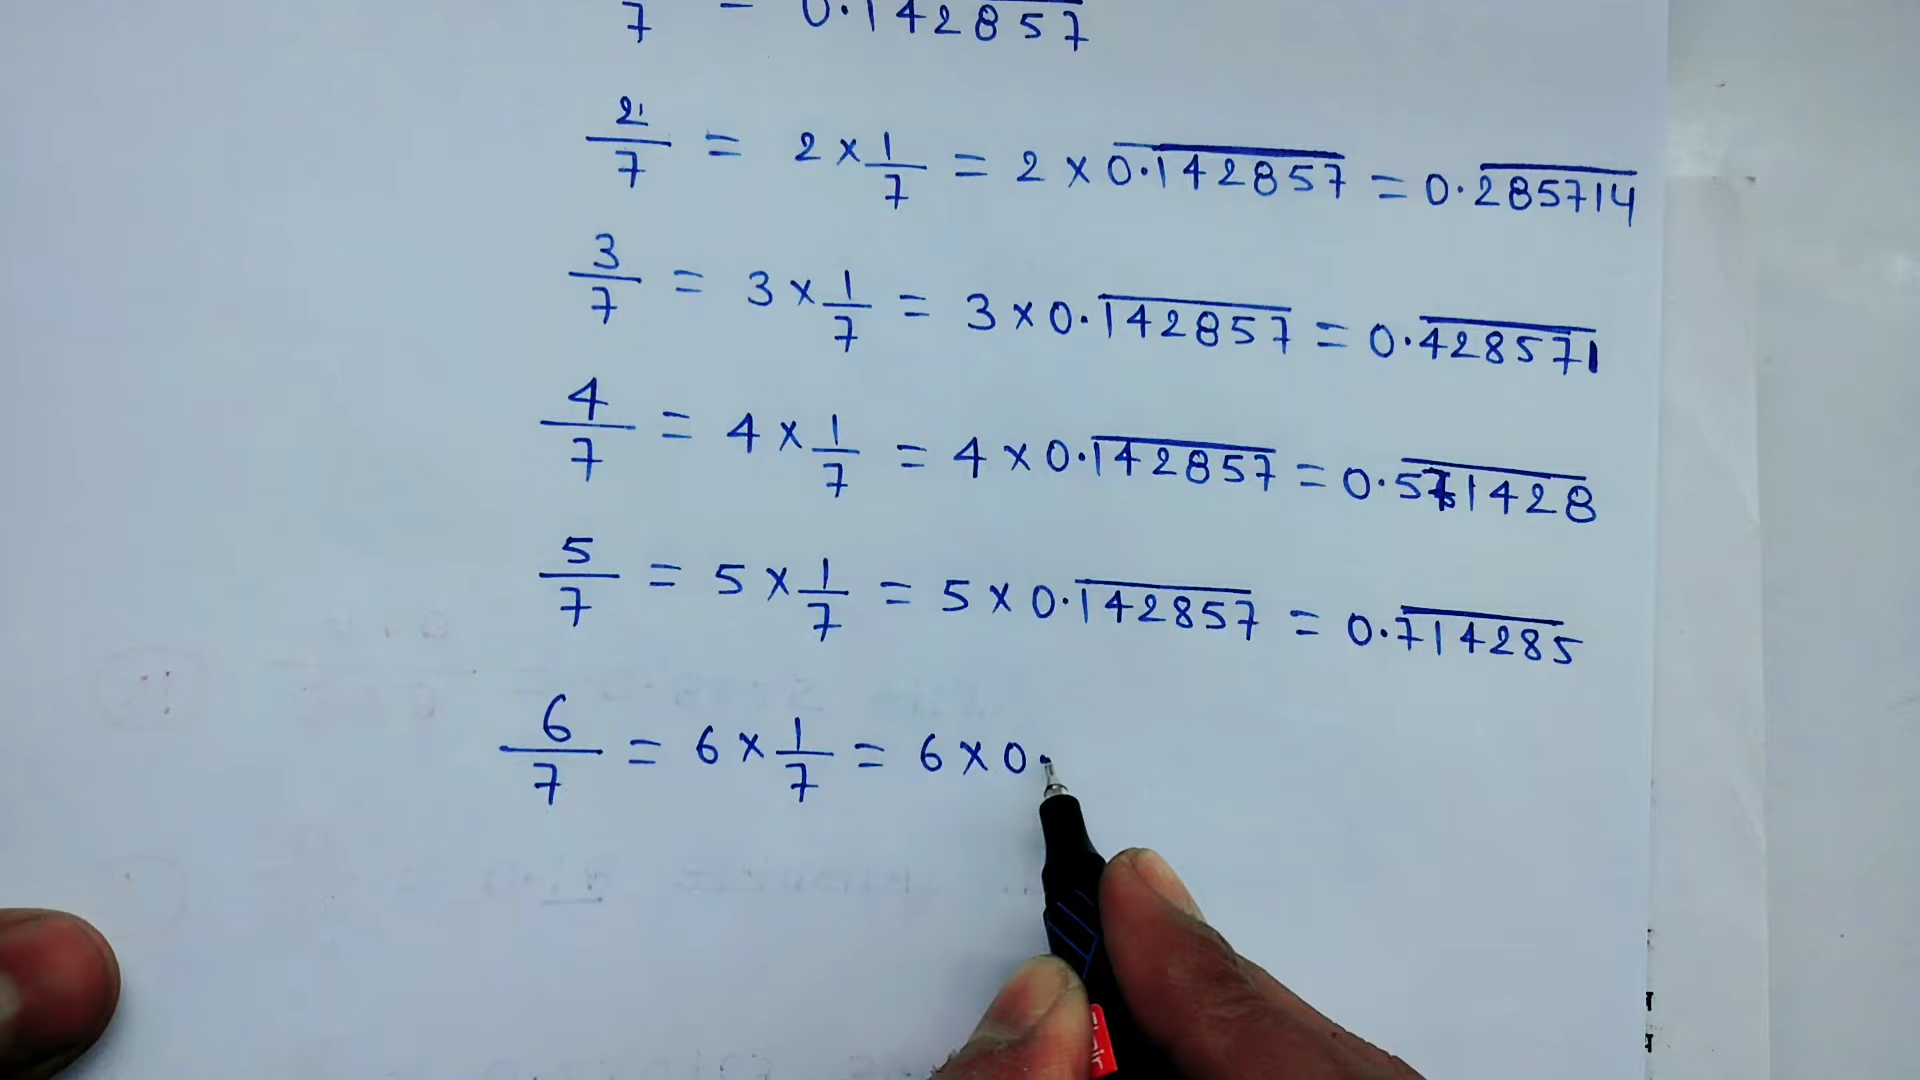 /7 = 0.142857
2/7 = 2 × 1/7 = 2 × 0.142857 = 0.285714
3/7 = 3 × 1/7 = 3 × 0.142857 = 0.428571
4/7 = 4 × 1/7 = 4 × 0.142857 = 0.571428
5/7 = 5 × 1/7 = 5 × 0.142857 = 0.714285
6/7 = 6 × 1/7 = 6 × 0.